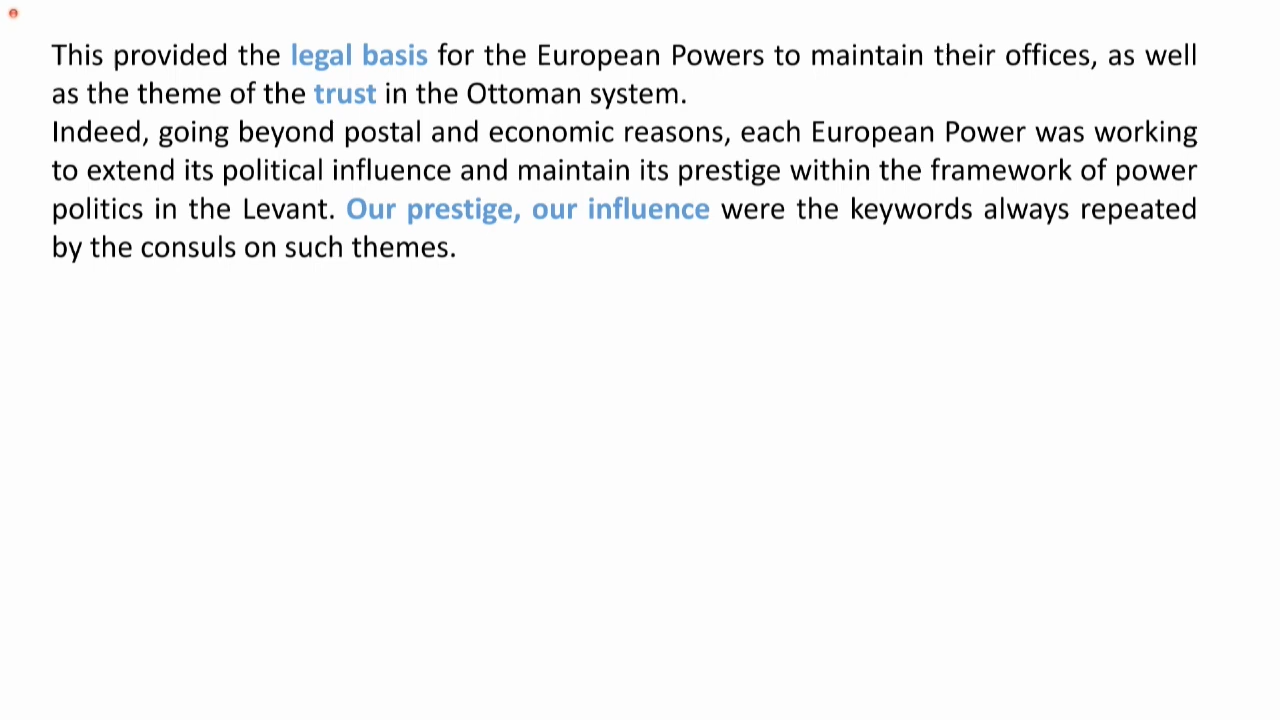 This provided the legal basis for the European Powers to maintain their offices, as well
as the theme of the trust in the Ottoman system.
Indeed, going beyond postal and economic reasons, each European Power was working
to extend its political influence and maintain its prestige within the framework of power
politics in the Levant. Our prestige, our influence were the keywords always repeated
by the consuls on such themes.